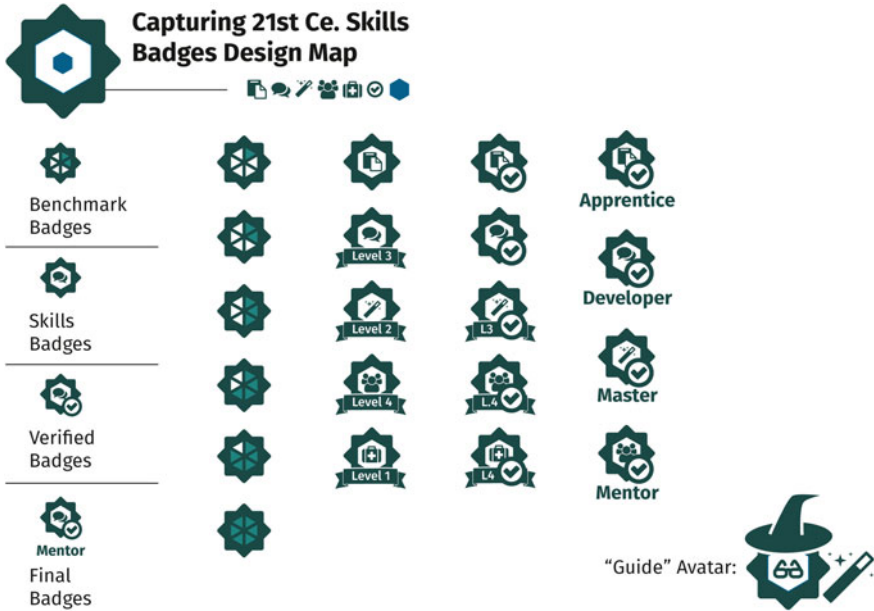 Capturing 21st Ce. Skills
Badges Design Map
Benchmark
Badges
Skills
Badges
Verified
Badges
Mentor
Final
Badges
Level 3
Level 2
Level 4
Level 1
L3
L.4
L4
Apprentice
Developer
Master
Mentor
“Guide” Avatar: